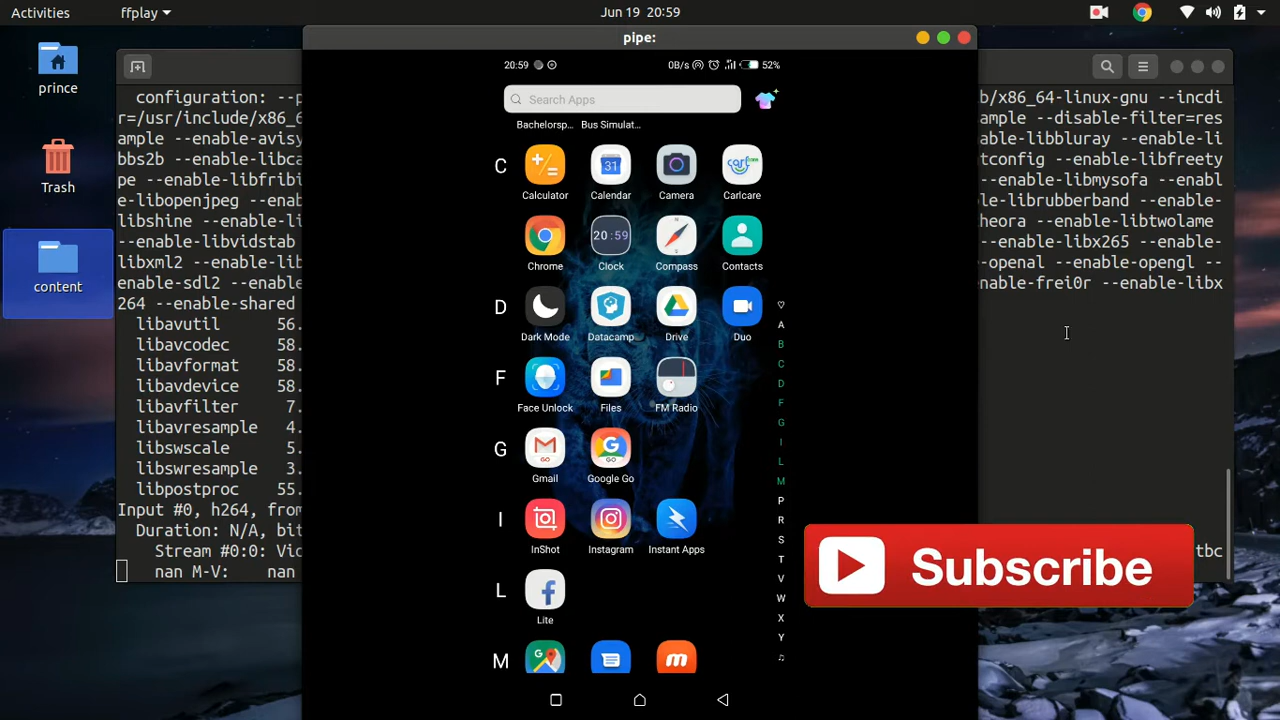 Activities
ffplay
Jun 19 20:59
prince
Trash
content
pipe:
configuration: --p
r=/usr/include/x86_6
ample --enable-avisy
bbs2b --enable-libca
pe --enable-libfribi
e-libopenjpeg --ena
libshine --enable-li
--enable-libvidstab
libxml2 --enable-lib
enable-sdl2 --enable
264 --enable-shared
libavutil 56.
libavcodec 58.
libavformat 58.
libavdevice 58.
libavfilter 7.
libavresample 4.
libswscale 5.
libswresample 3.
libpostproc 55.
Input #0, h264, from
Duration: N/A, bit
Stream #0:0: Vid
nan M-V: nan
20:59
0B/s
52%
Search Apps
Bachelorsp... Bus Simulat...
C
31
Calculator Calendar Camera Carlcare
20:59
Chrome Clock Compass Contacts
D
Dark Mode Datacamp Drive Duo
F
Face Unlock Files FM Radio
G
GO GO
Gmail Google Go
I
InShot Instagram Instant Apps
L
Lite
M
A
B
C
D
F
G
I
L
M
P
R
S
T
V
W
X
Y
b/x86_64-linux-gnu --incdi
ample --disable-filter=res
-libbluray --enable-li
tconfig --enable-libfreety
--enable-libmysofa --enabl
--enable-librubberband --
heora --enable-libtwolame
--enable-libx265 --enable-
-openal --enable-opengl --
enable-frei0r --enable-libx
tbc
Subscribe